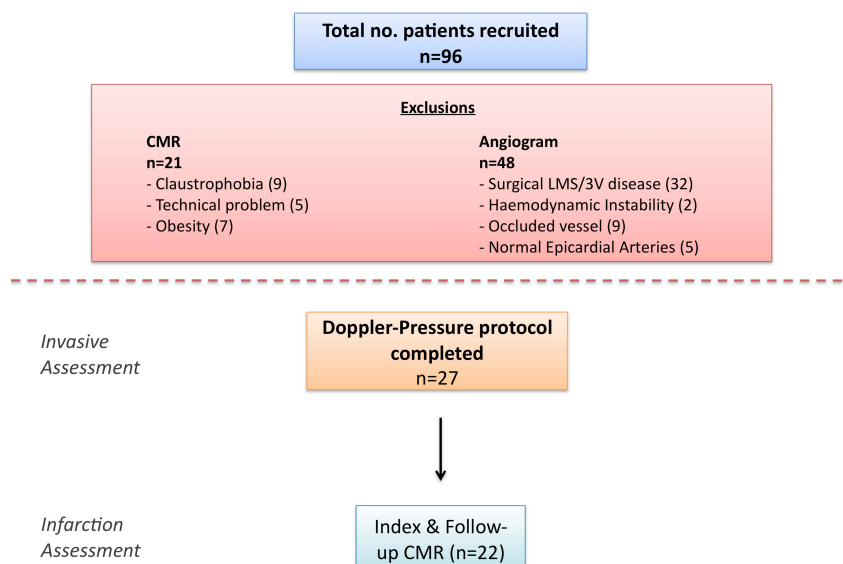 Total no. patients recruited
n=96
Exclusions
CMR
n=21
- Claustrophobia (9)
- Technical problem (5)
- Obesity (7)
Angiogram
n=48
- Surgical LMS/3V disease (32)
- Haemodynamic Instability (2)
- Occluded vessel (9)
- Normal Epicardial Arteries (5)
Invasive
Assessment
Doppler-Pressure protocol
completed
n=27
Infarction
Assessment
Index & Follow-
up CMR (n=22)